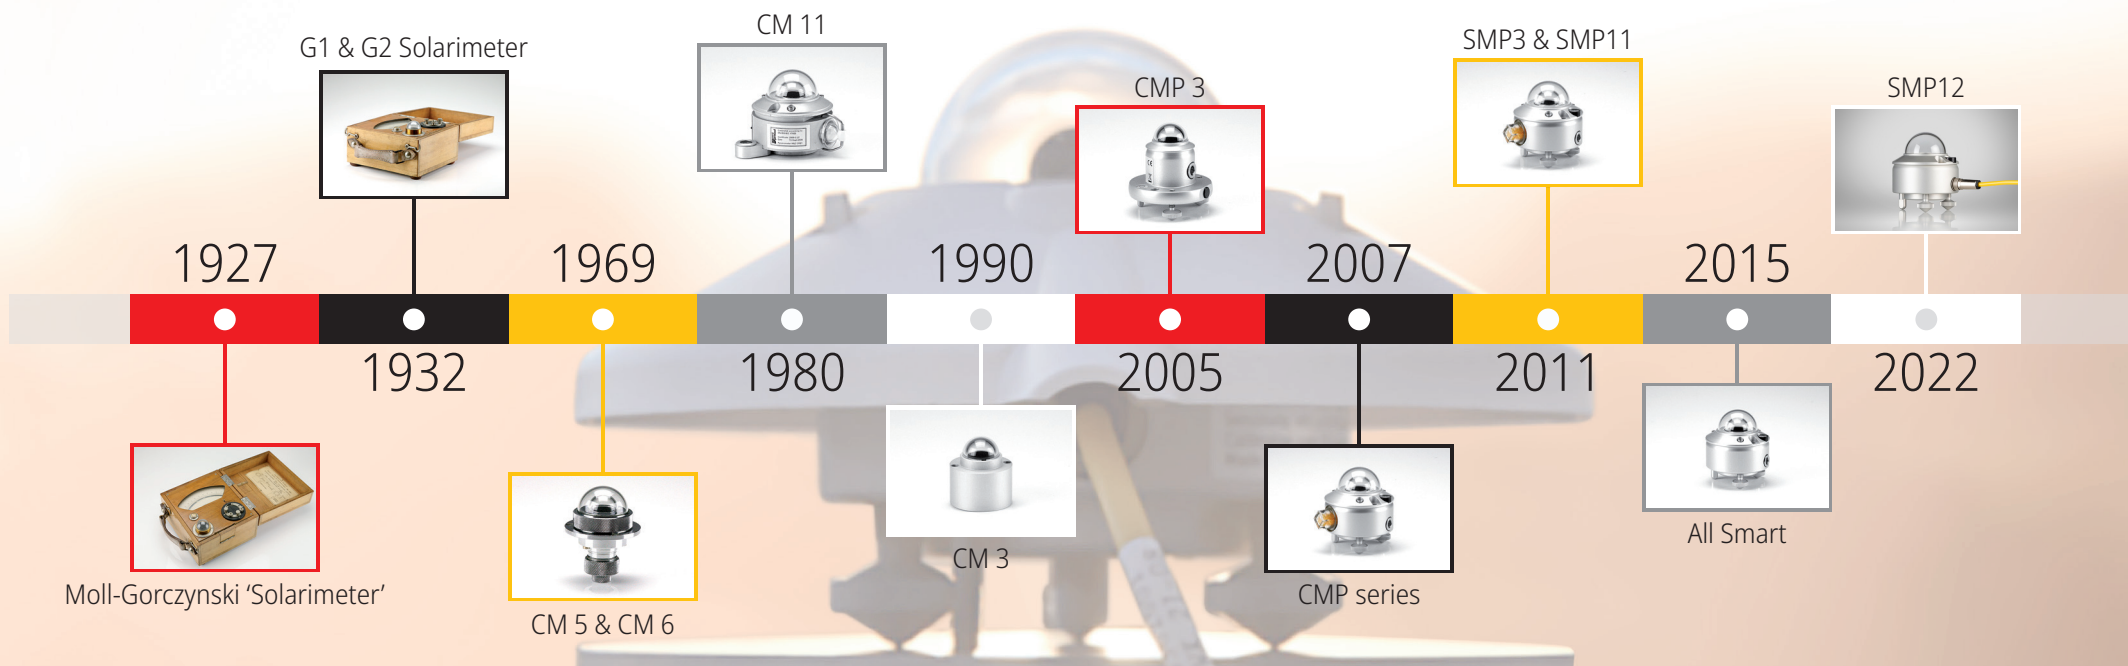 CM 11
SMP3 & SMP11
G1 & G2 Solarimeter
CMP 3
SMP12
1927
1969
1990
2007
2015
1932
1980
2005
2011
2022
All Smart
CM 3
Moll-Gorczynski ‘Solarimeter’
CMP series
CM 5 & CM 6